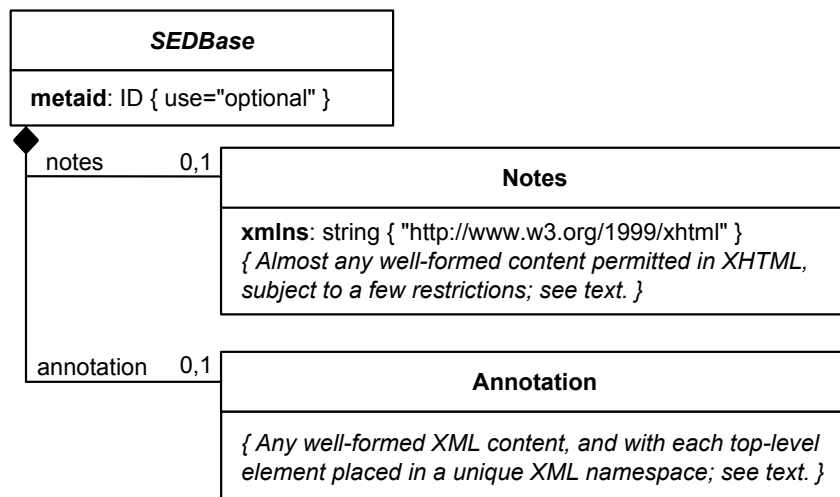 SEDBase
metaid: ID { use="optional" }
notes 0,1
Notes
xmlns: string { "http://www.w3.org/1999/xhtml" }
{ Almost any well-formed content permitted in XHTML,
subject to a few restrictions; see text. }
annotation 0,1
Annotation
{ Any well-formed XML content, and with each top-level
element placed in a unique XML namespace; see text. }